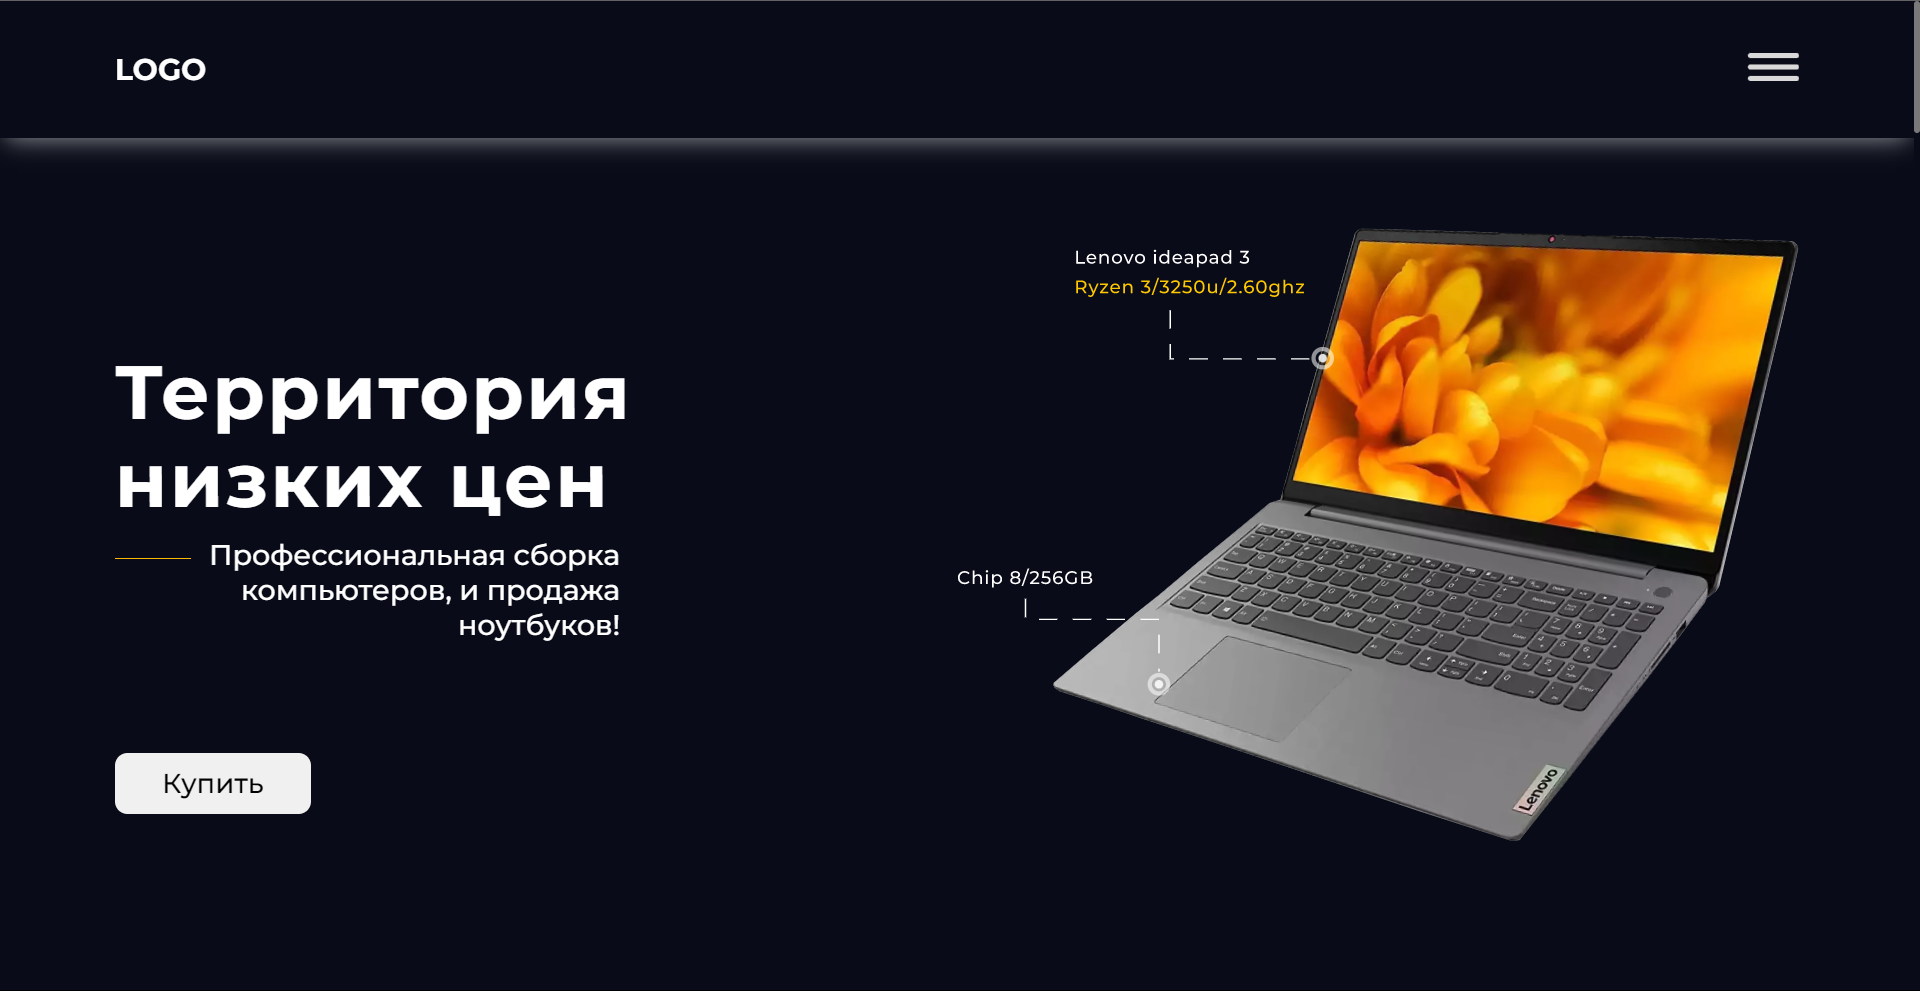 LOGO
Lenovo ideapad 3
Ryzen 3/3250u/2.60ghz
Территория
низких цен
Профессиональная сборка
компьютеров, и продажа
ноутбуков!
Chip 8/256GB
Купить
Lenovo